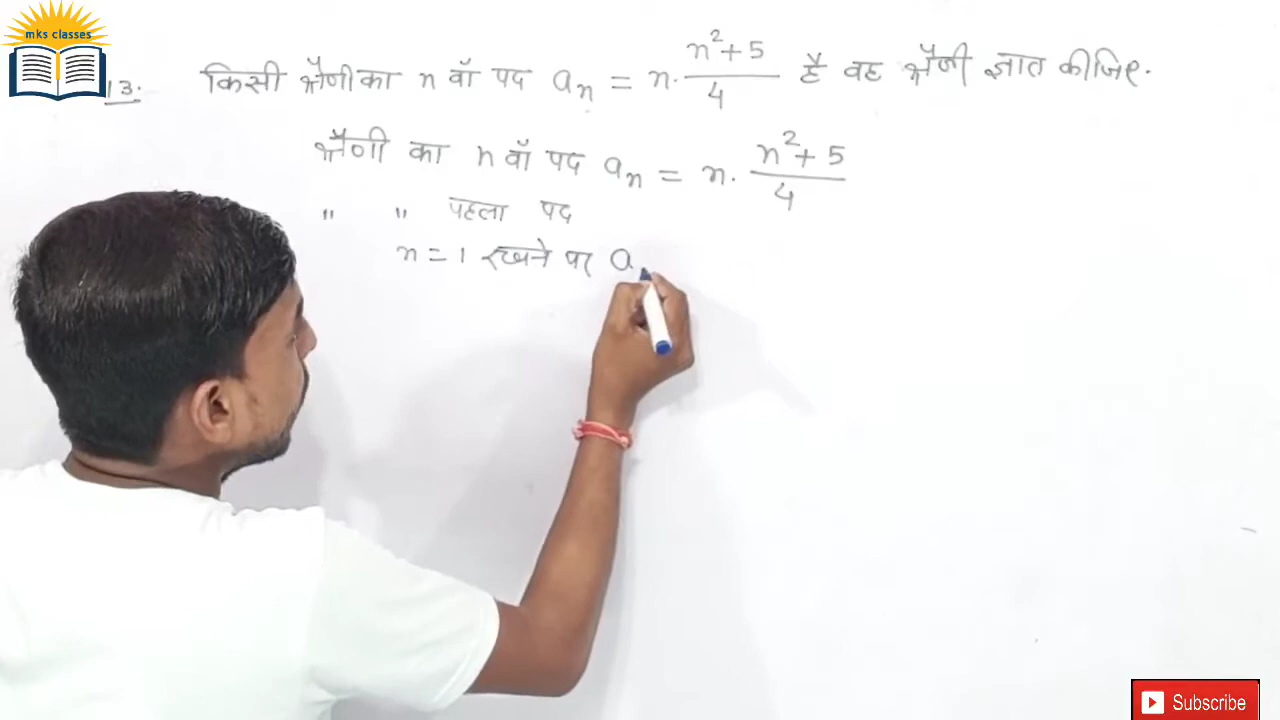 mks classes
13. किसी श्रेणी का n वाँ पद aₙ = n. (n²+5)/4 है वह श्रेणी ज्ञात कीजिए.
श्रेणी का n वाँ पद aₙ = n. (n²+5)/4
" " पहला पद
n = 1 रखने पर a
Subscribe